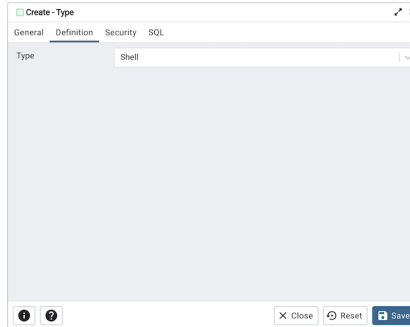 Create - Type
General Definition Security SQL
Type Shell
Close Reset Save